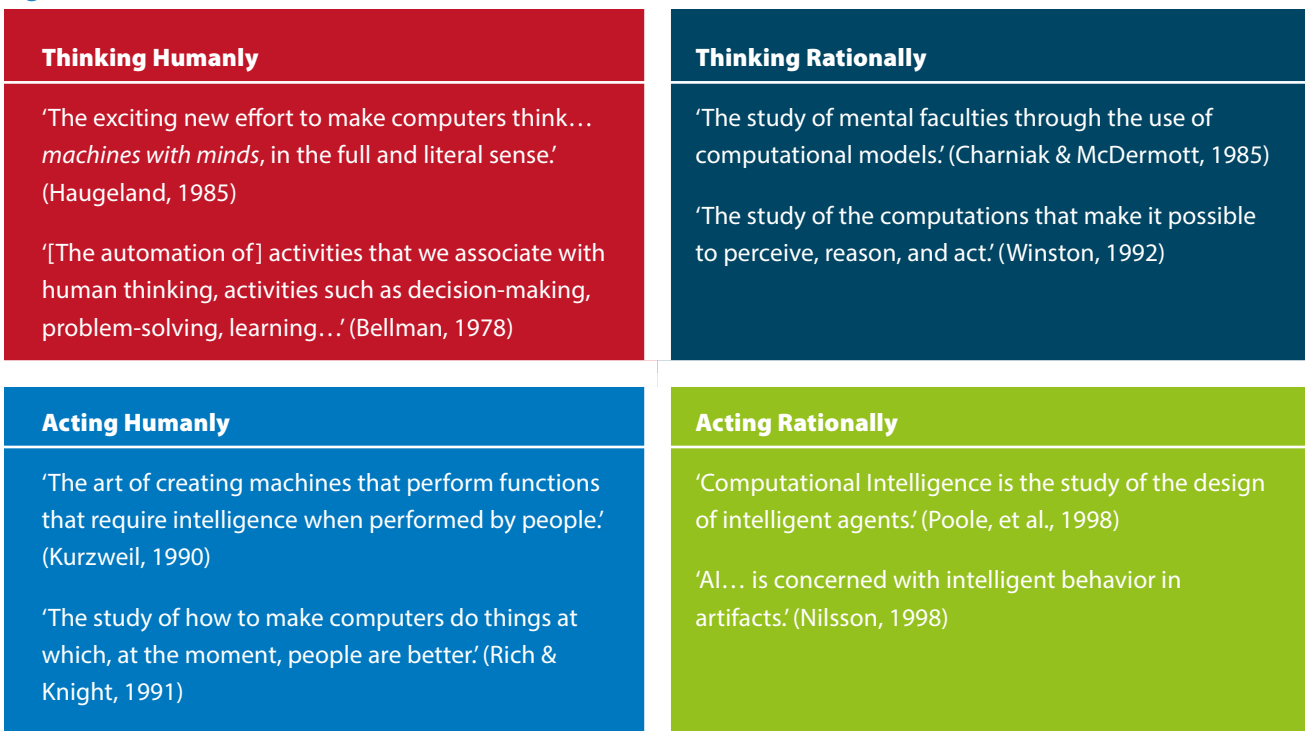 Thinking Humanly
‘The exciting new effort to make computers think…
machines with minds, in the full and literal sense.’
(Haugeland, 1985)
‘[The automation of] activities that we associate with
human thinking, activities such as decision-making,
problem-solving, learning…’ (Bellman, 1978)
Thinking Rationally
‘The study of mental faculties through the use of
computational models.’ (Charniak & McDermott, 1985)
‘The study of the computations that make it possible
to perceive, reason, and act.’ (Winston, 1992)
Acting Humanly
‘The art of creating machines that perform functions
that require intelligence when performed by people.’
(Kurzweil, 1990)
‘The study of how to make computers do things at
which, at the moment, people are better.’ (Rich &
Knight, 1991)
Acting Rationally
‘Computational Intelligence is the study of the design
of intelligent agents.’ (Poole, et al., 1998)
‘AI… is concerned with intelligent behavior in
artifacts.’ (Nilsson, 1998)